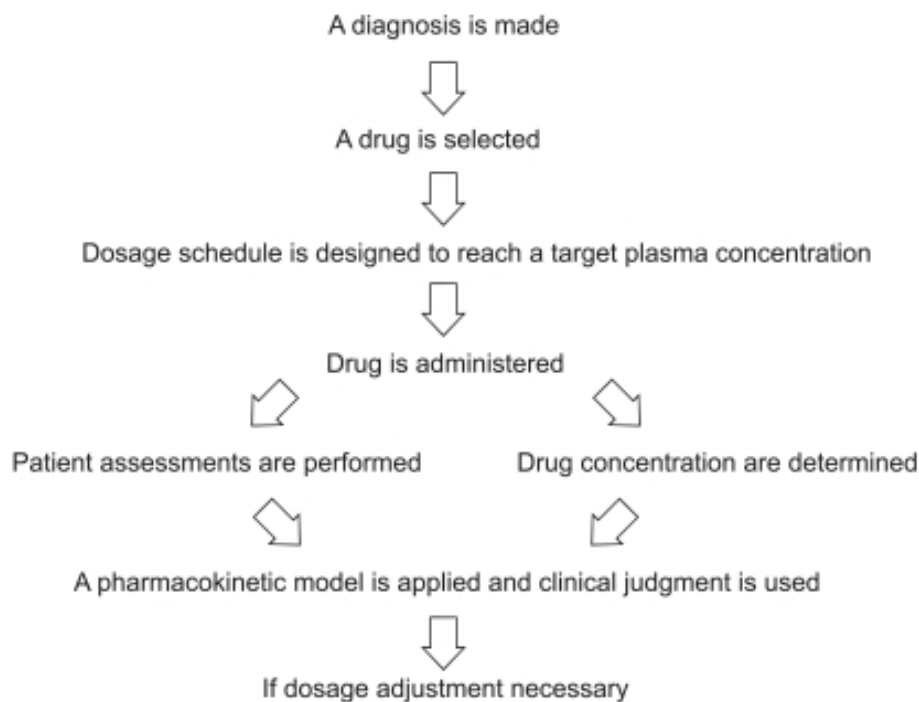 A diagnosis is made
A drug is selected
Dosage schedule is designed to reach a target plasma concentration
Drug is administered
Patient assessments are performed
Drug concentration are determined
A pharmacokinetic model is applied and clinical judgment is used
If dosage adjustment necessary